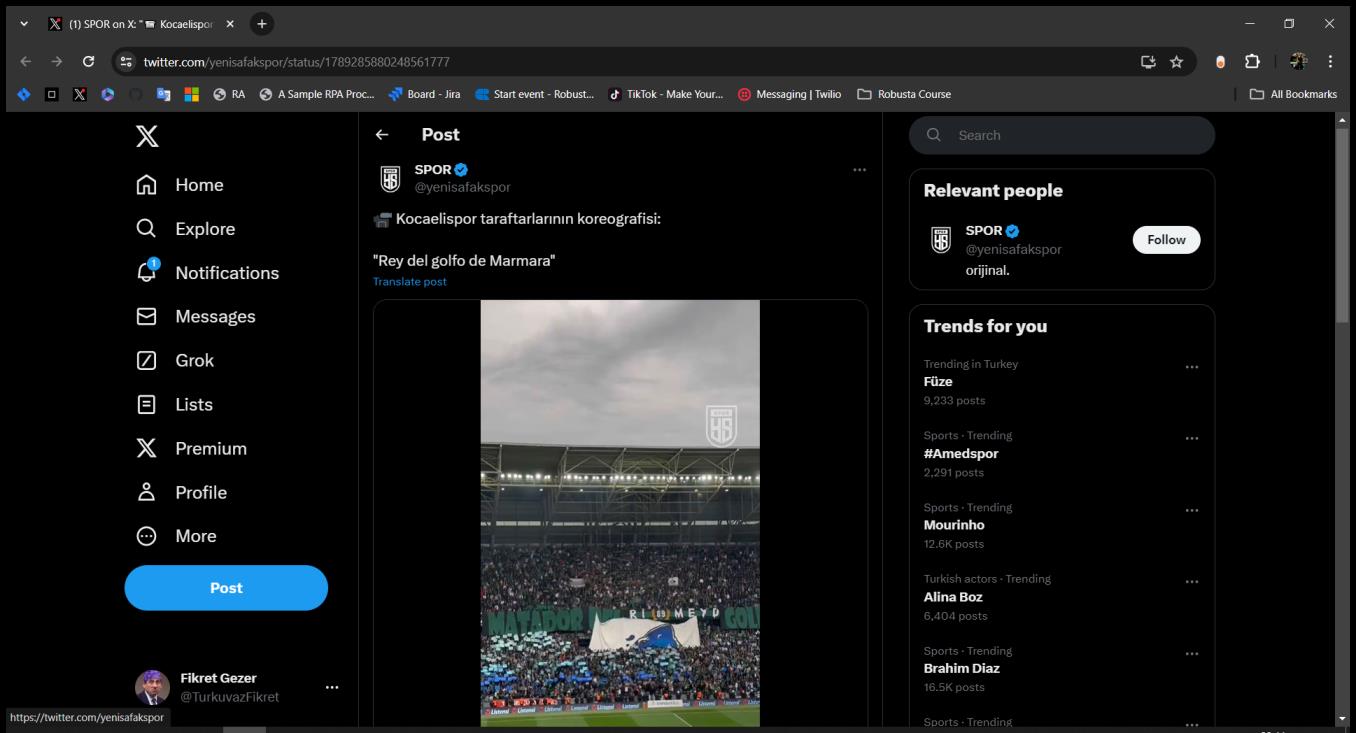 (1) SPOR on X: "📹 Kocaelispor
twitter.com/yenisafakspor/status/1789285880248561777
RA
A Sample RPA Proc...
Board - Jira
Start event - Robust...
TikTok - Make Your...
Messaging | Twilio
Robusta Course
All Bookmarks
Home
Explore
1
Notifications
Messages
Grok
Lists
Premium
Profile
More
Post
Fikret Gezer
@TurkuvazFikret
https://twitter.com/yenisafakspor
Post
SPOR
@yenisafakspor
Kocaelispor taraftarlarının koreografisi:
"Rey del golfo de Marmara"
Translate post
SPOR
MATADOR
Search
Relevant people
SPOR
@yenisafakspor
orijinal.
Follow
Trends for you
Trending in Turkey
Füze
9,233 posts
Sports · Trending
#Amedspor
2,291 posts
Sports · Trending
Mourinho
12.6K posts
Turkish actors · Trending
Alina Boz
6,404 posts
Sports · Trending
Brahim Diaz
16.5K posts
Sports · Trending